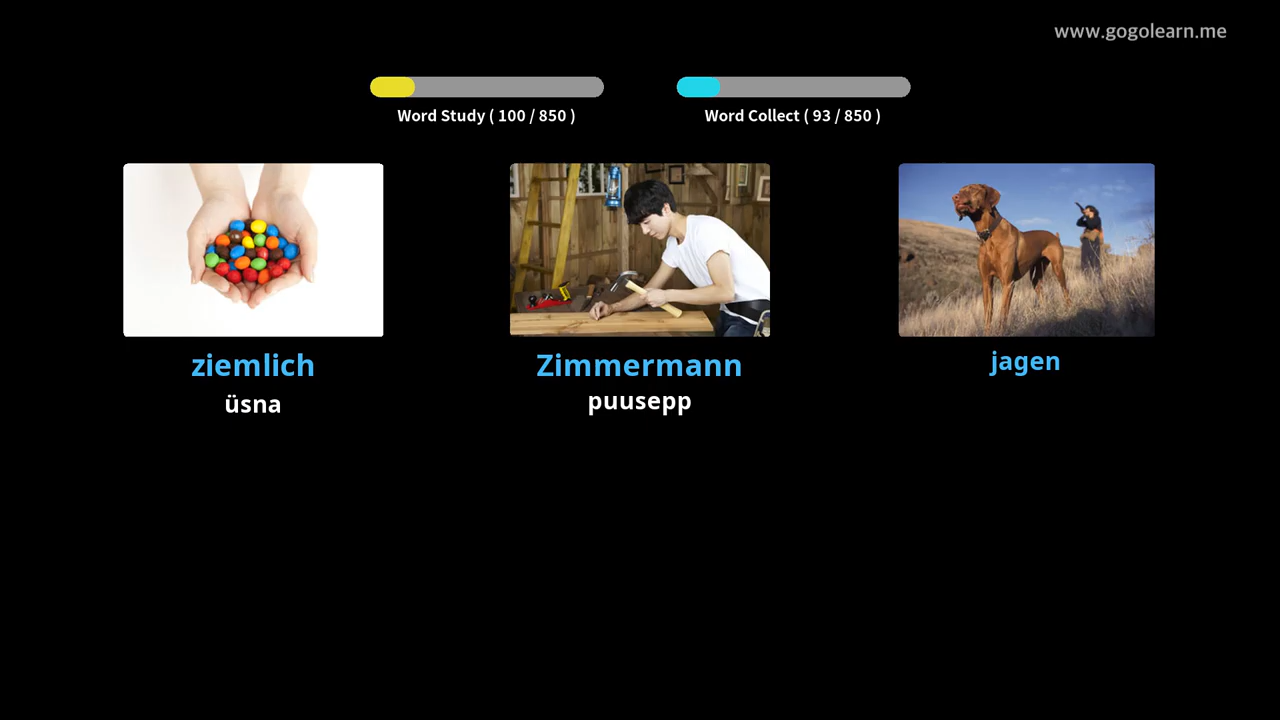 www.gogolearn.me
Word Study ( 100 / 850 )
Word Collect ( 93 / 850 )
ziemlich
üsna
Zimmermann
puusepp
jagen